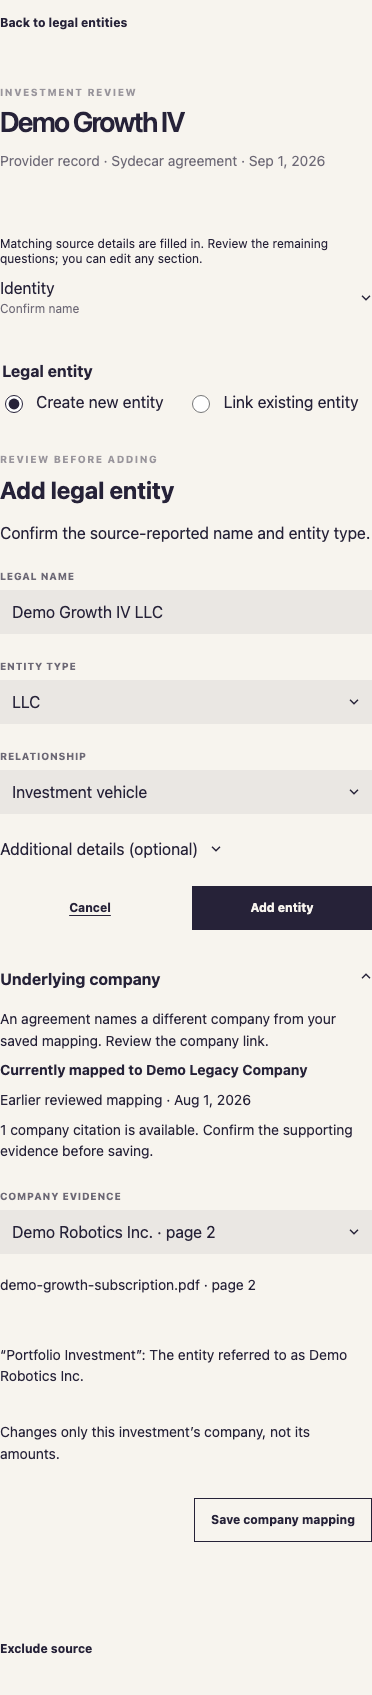 Back to legal entities
INVESTMENT REVIEW
Demo Growth IV
Provider record · Sydecar agreement · Sep 1, 2026
Matching source details are filled in. Review the remaining
questions; you can edit any section.
Identity
Confirm name
Legal entity
Create new entity
Link existing entity
REVIEW BEFORE ADDING
Add legal entity
Confirm the source-reported name and entity type.
LEGAL NAME
Demo Growth IV LLC
ENTITY TYPE
LLC
RELATIONSHIP
Investment vehicle
Additional details (optional)
Cancel
Add entity
Underlying company
An agreement names a different company from your
saved mapping. Review the company link.
Currently mapped to Demo Legacy Company
Earlier reviewed mapping · Aug 1, 2026
1 company citation is available. Confirm the supporting
evidence before saving.
COMPANY EVIDENCE
Demo Robotics Inc. · page 2
demo-growth-subscription.pdf · page 2
“Portfolio Investment”: The entity referred to as Demo
Robotics Inc.
Changes only this investment’s company, not its
amounts.
Save company mapping
Exclude source